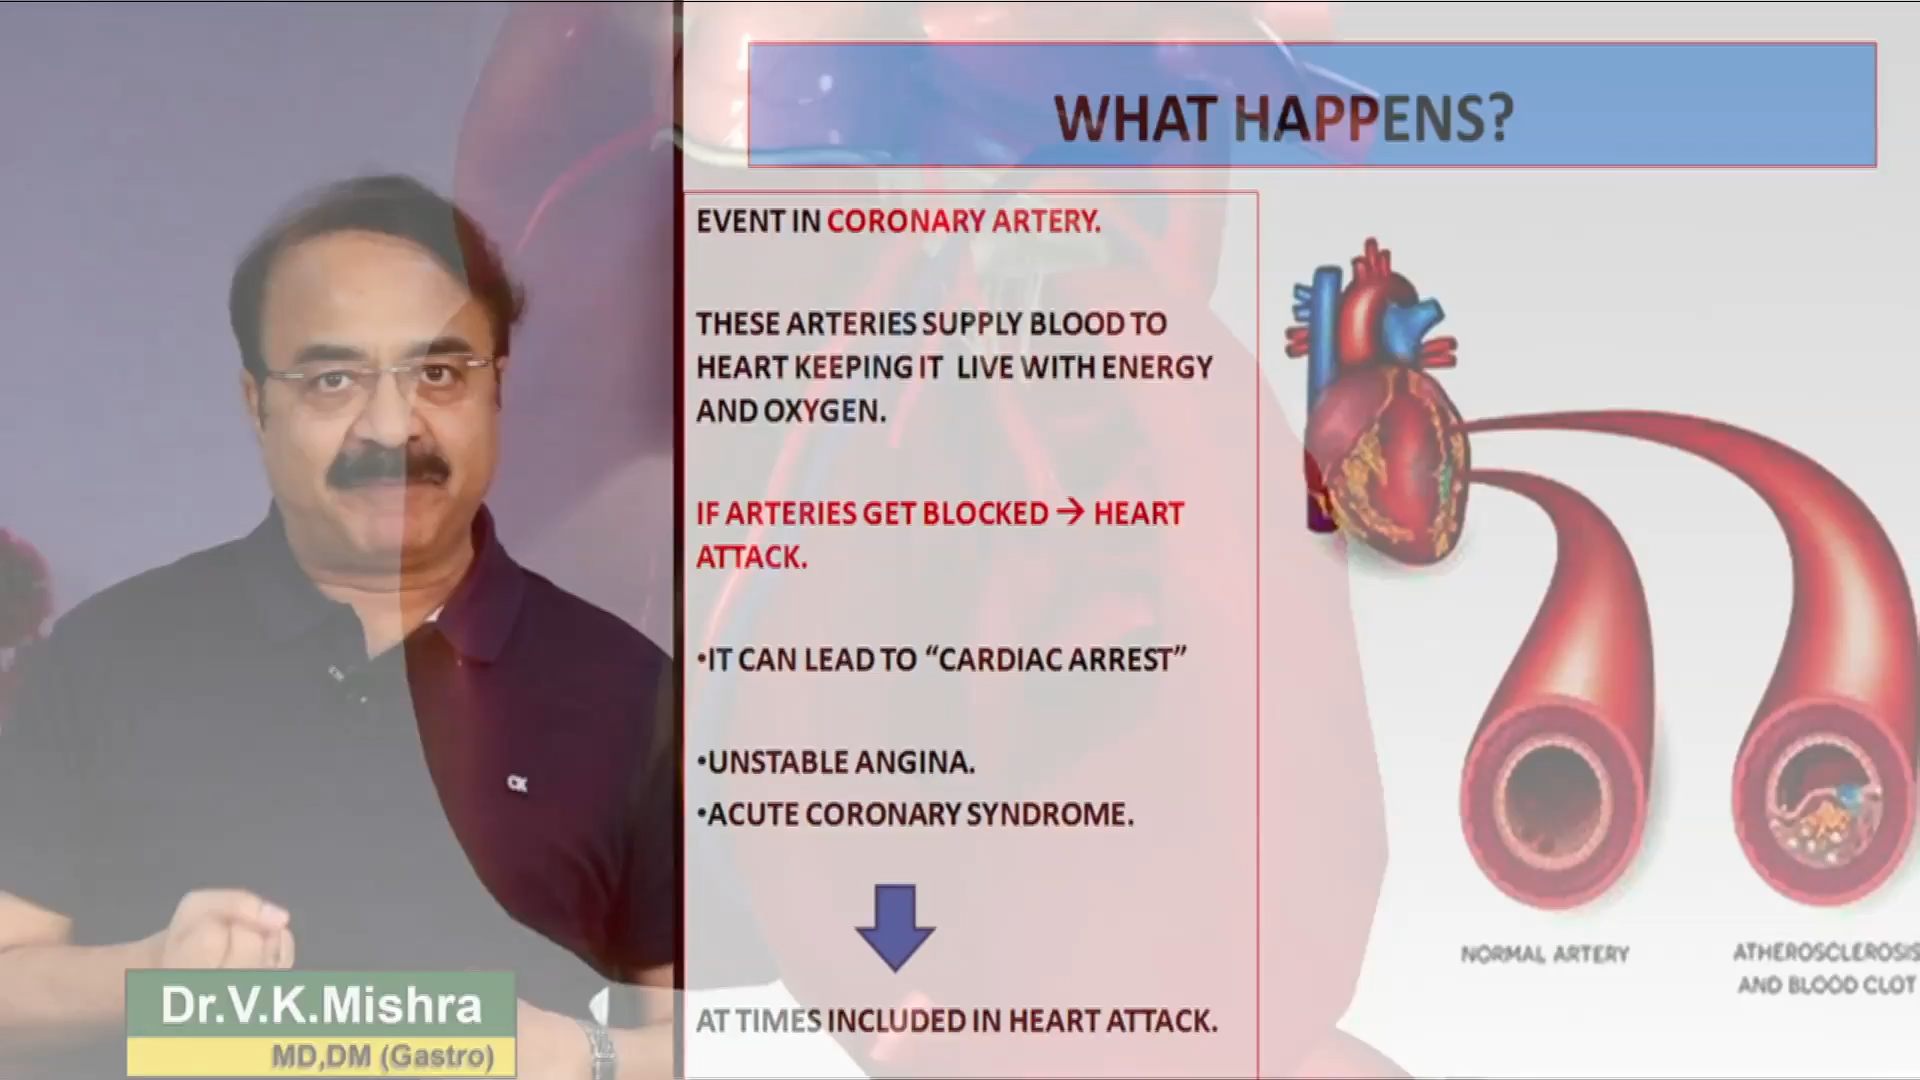 WHAT HAPPENS?
EVENT IN CORONARY ARTERY.
THESE ARTERIES SUPPLY BLOOD TO
HEART KEEPING IT LIVE WITH ENERGY
AND OXYGEN.
IF ARTERIES GET BLOCKED → HEART
ATTACK.
•IT CAN LEAD TO “CARDIAC ARREST”
•UNSTABLE ANGINA.
•ACUTE CORONARY SYNDROME.
AT TIMES INCLUDED IN HEART ATTACK.
NORMAL ARTERY
ATHEROSCLEROSIS
AND BLOOD CLOT
CK
Dr.V.K.Mishra
MD,DM (Gastro)